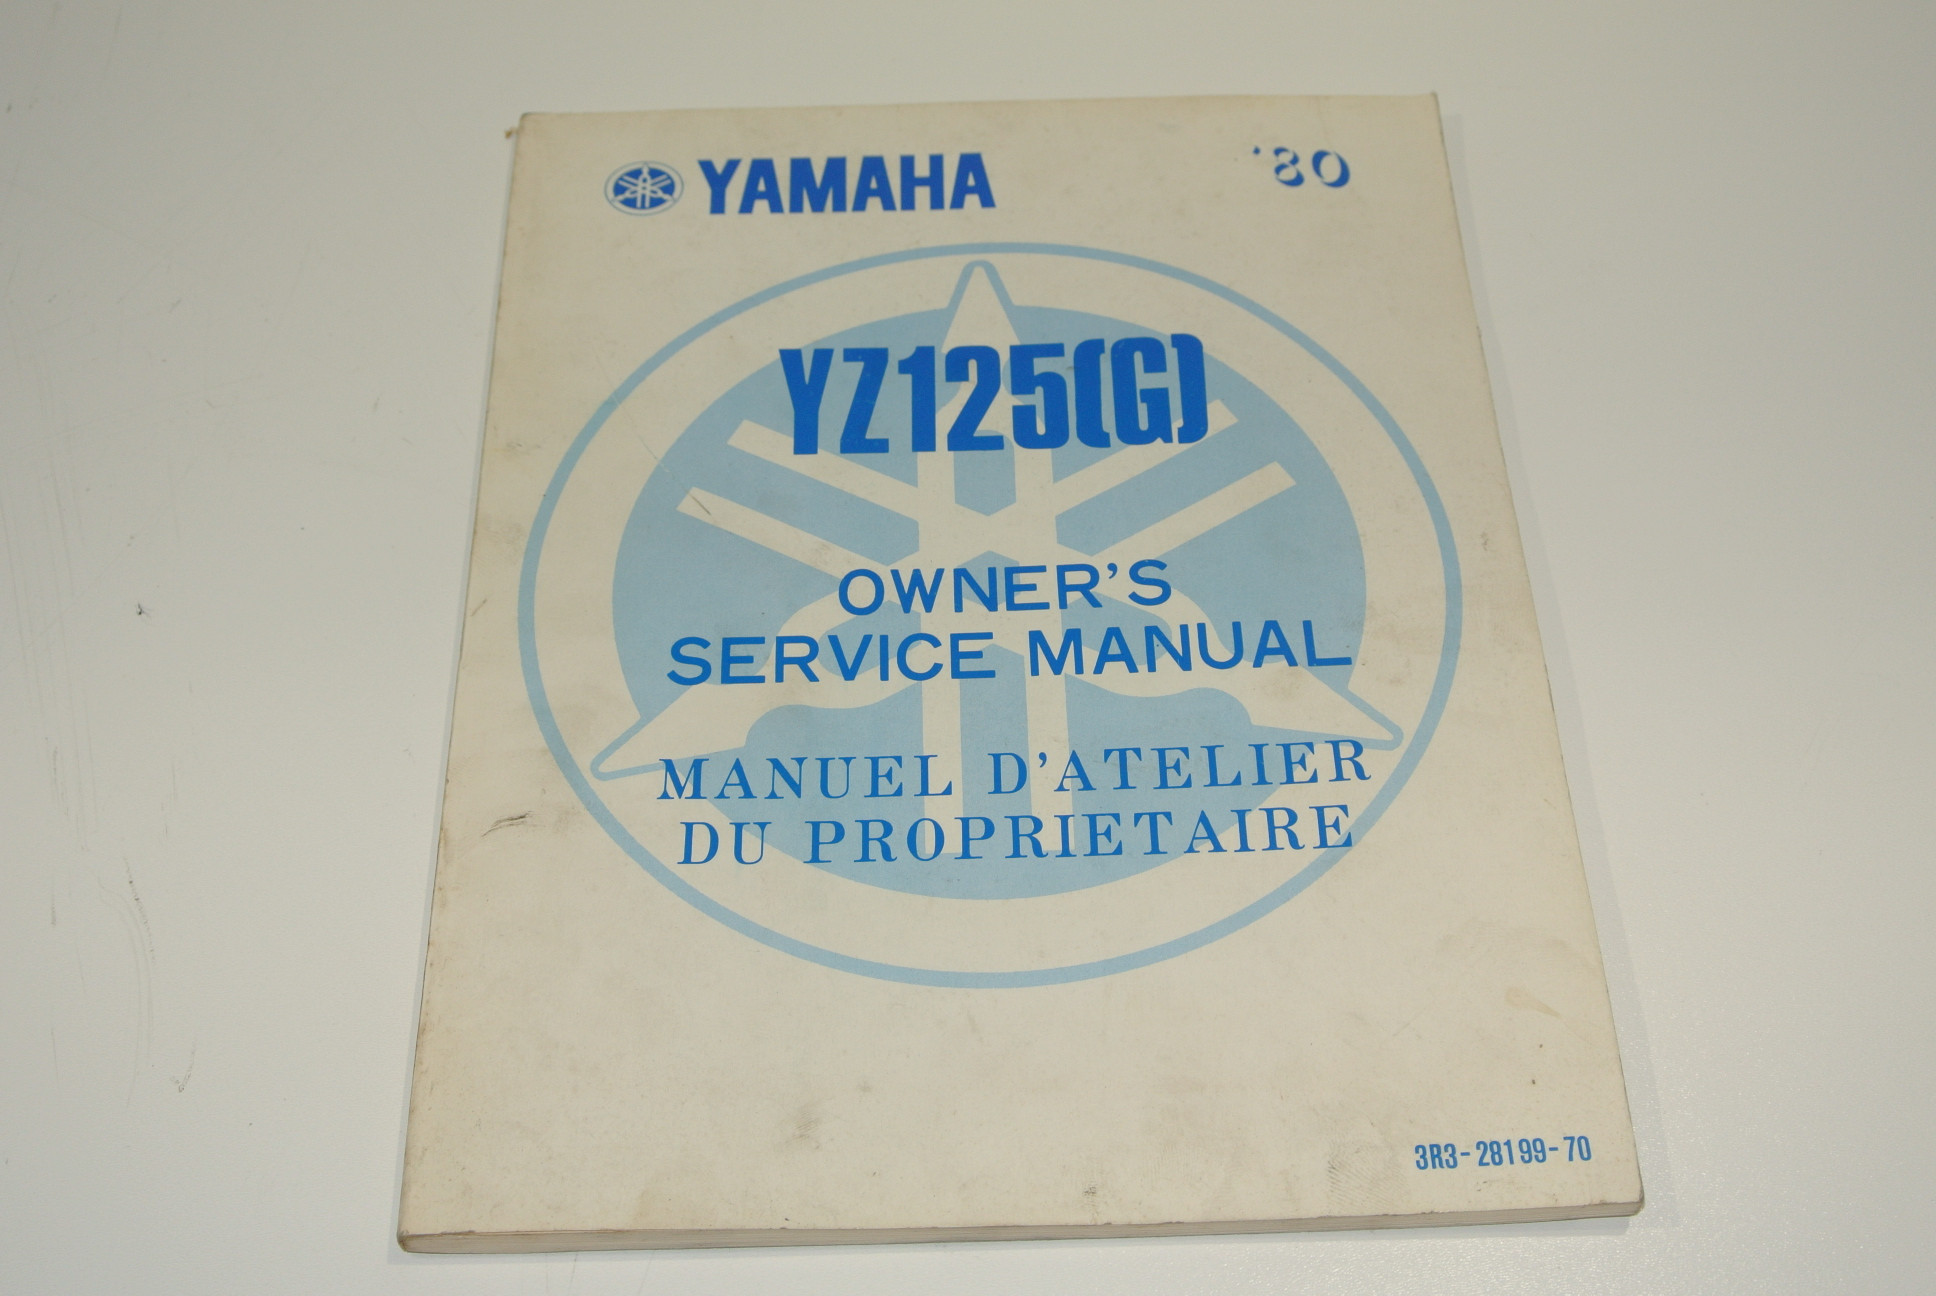 YAMAHA '80
YZ125(G)
OWNER'S
SERVICE MANUAL
MANUEL D'ATELIER
DU PROPRIETAIRE
3R3-28199-70